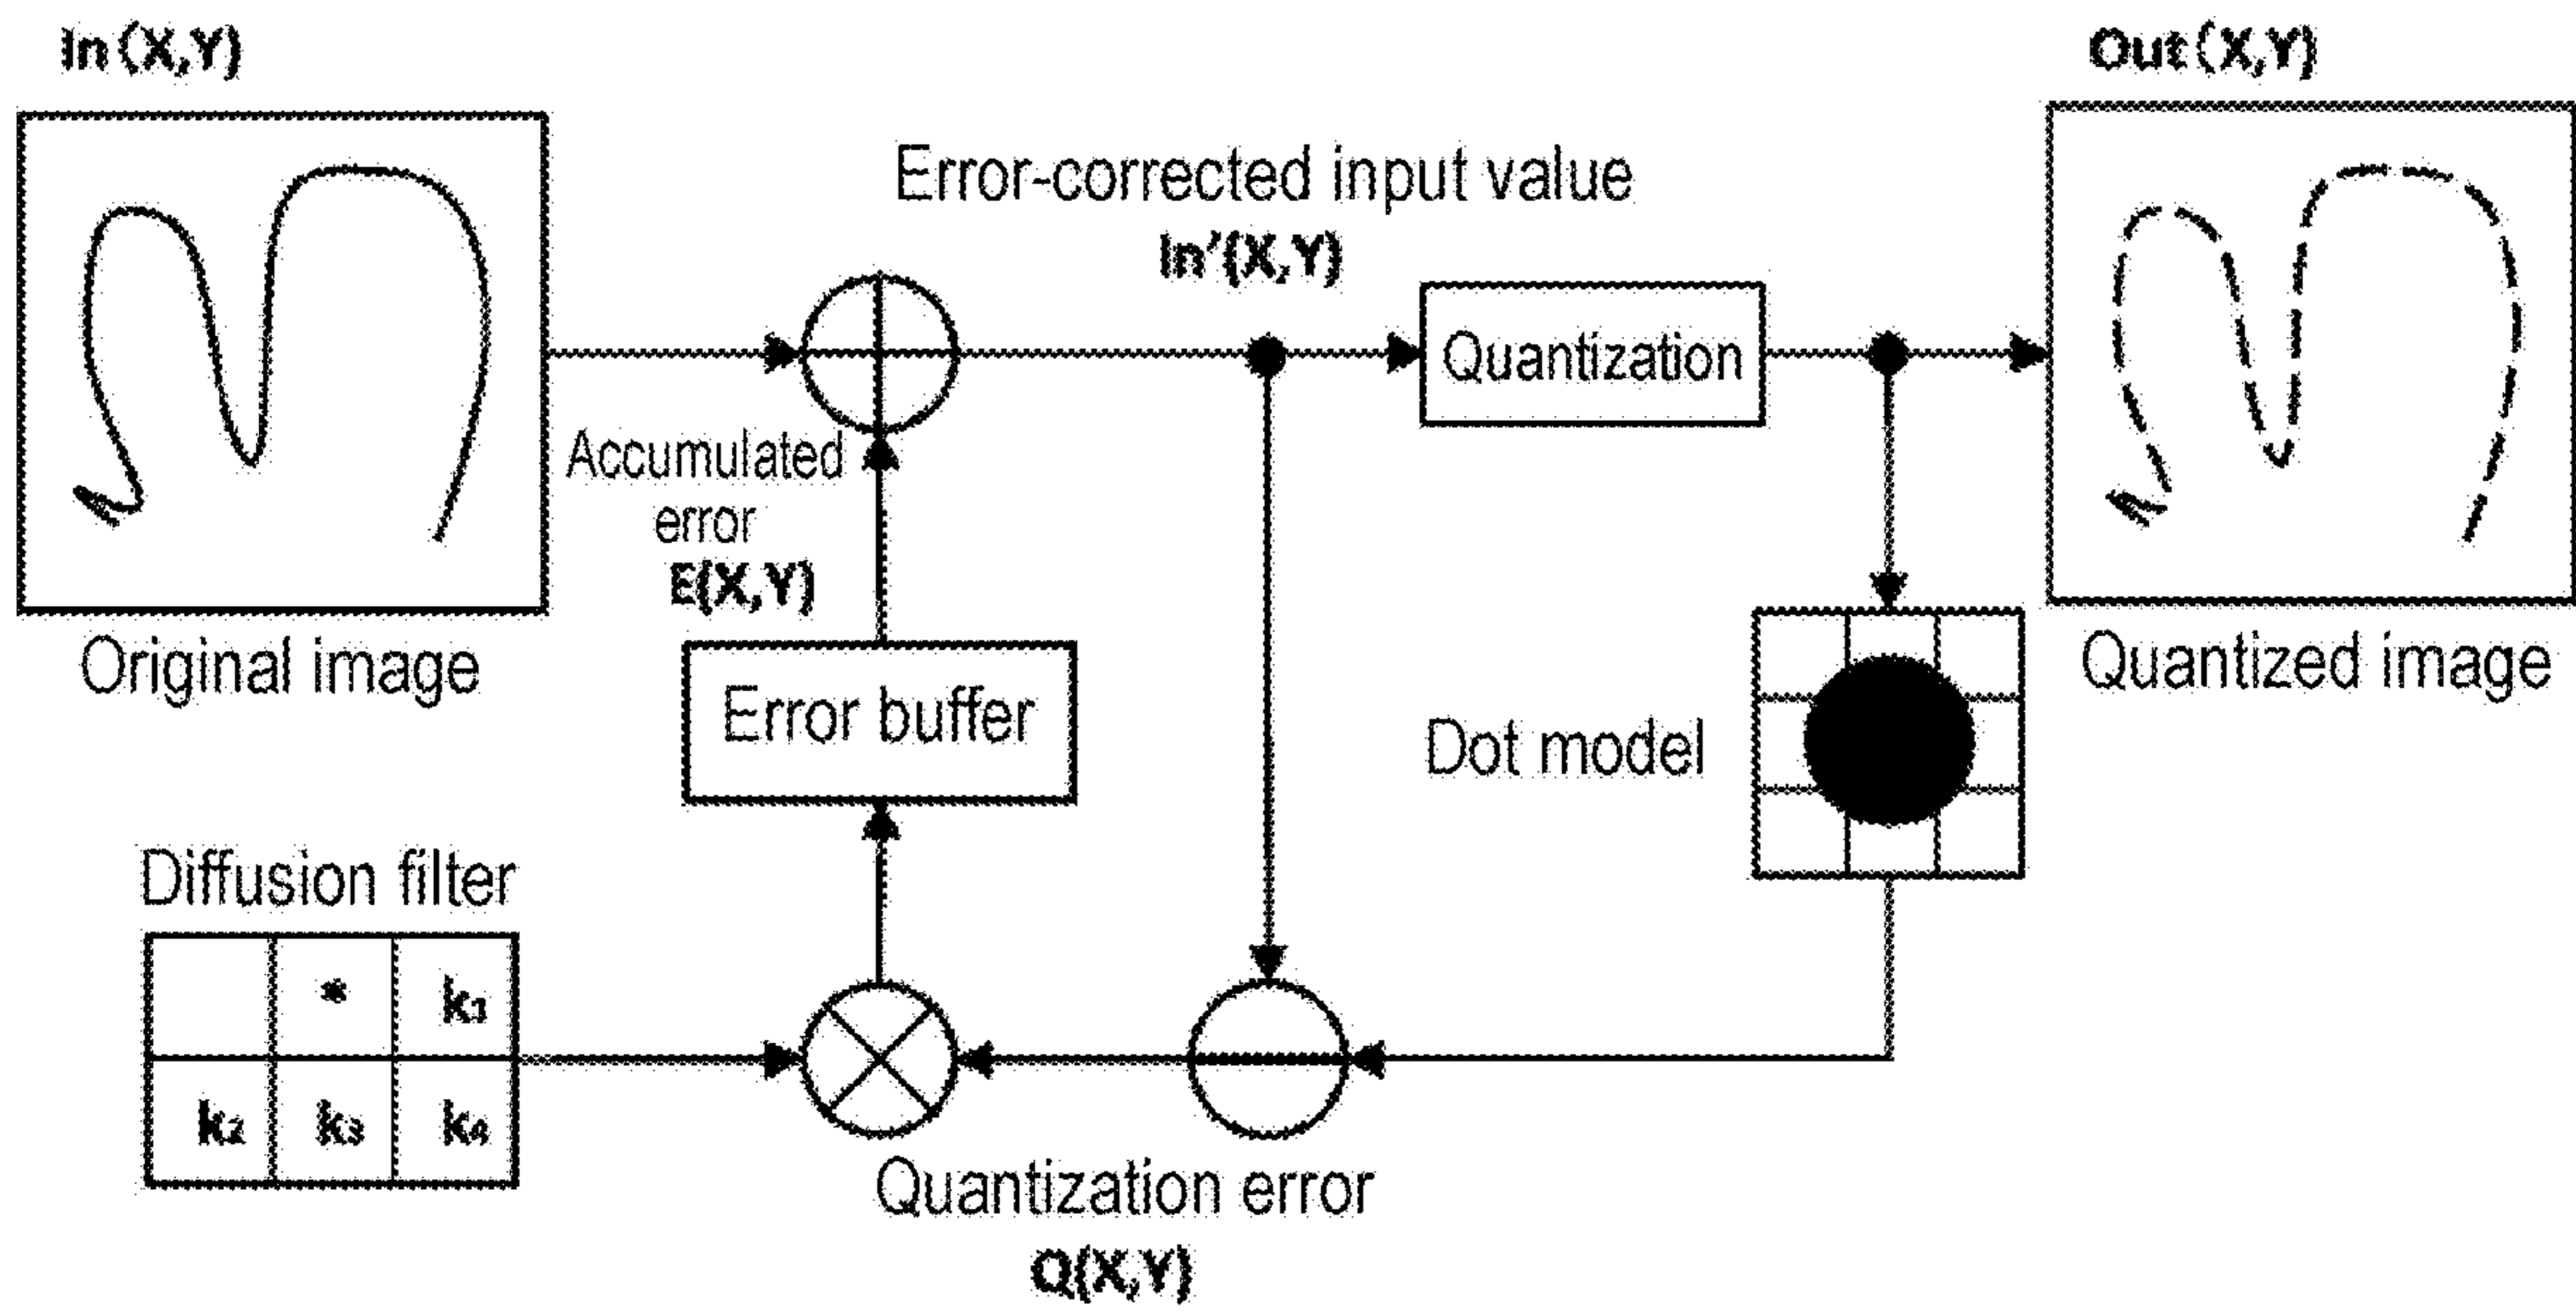 In (X,Y)
Out (X,Y)
Error-corrected input value
In'(X,Y)
Quantization
Accumulated
error
E(X,Y)
Original image
Quantized image
Error buffer
Dot model
Diffusion filter
* k1
k2 k3 k4
Quantization error
Q(X,Y)